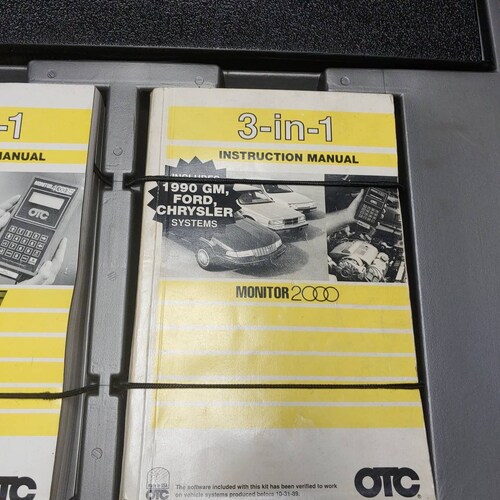 -1
MANUAL
OTC
OTC
3-in-1
INSTRUCTION MANUAL
INCLUDES
1990 GM,
FORD,
CHRYSLER
SYSTEMS
MONITOR 2000
OTC
The software included with this kit has been verified to work
on vehicle systems produced before 10-31-89.
OTC